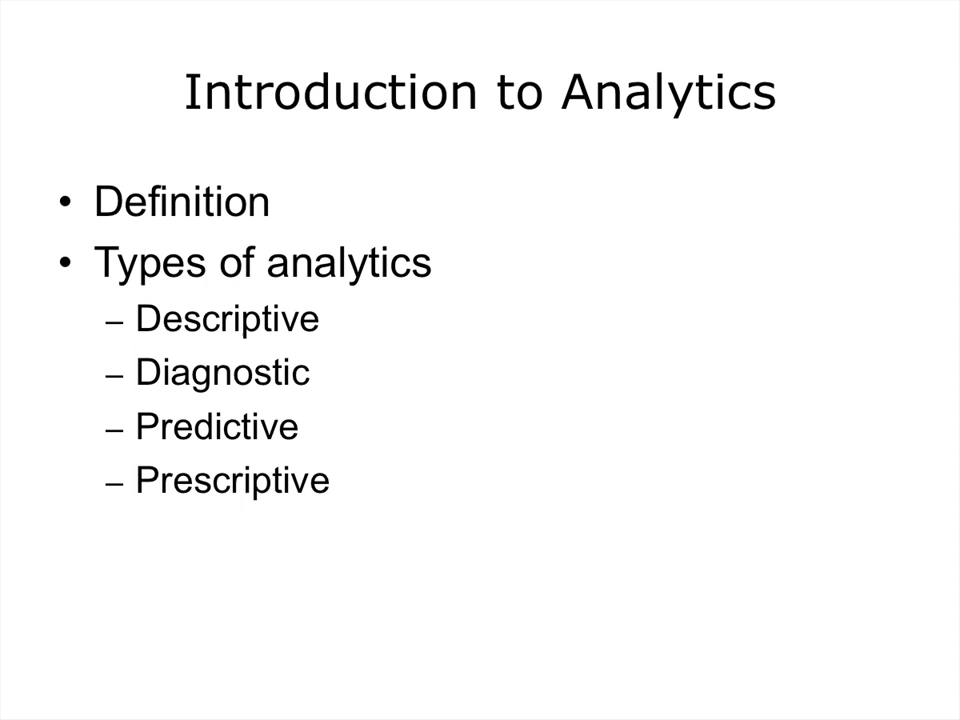 Introduction to Analytics
• Definition
• Types of analytics
– Descriptive
– Diagnostic
– Predictive
– Prescriptive